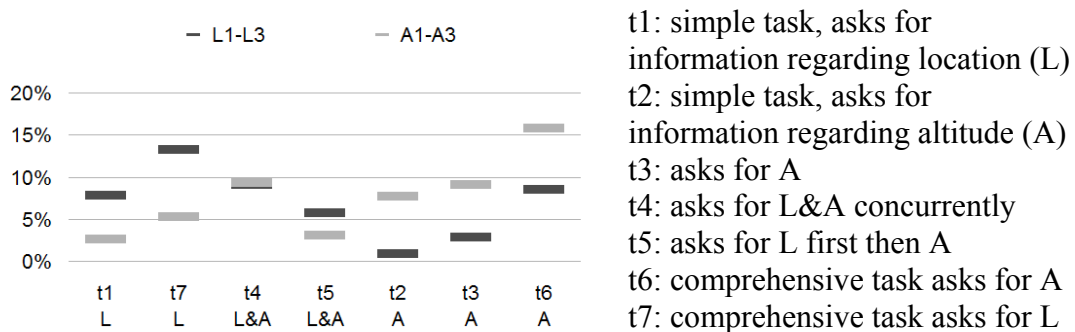 L1-L3 A1-A3
20%
15%
10%
5%
0%
t1 t7 t4 t5 t2 t3 t6
L L L&A L&A A A A
t1: simple task, asks for
information regarding location (L)
t2: simple task, asks for
information regarding altitude (A)
t3: asks for A
t4: asks for L&A concurrently
t5: asks for L first then A
t6: comprehensive task asks for A
t7: comprehensive task asks for L